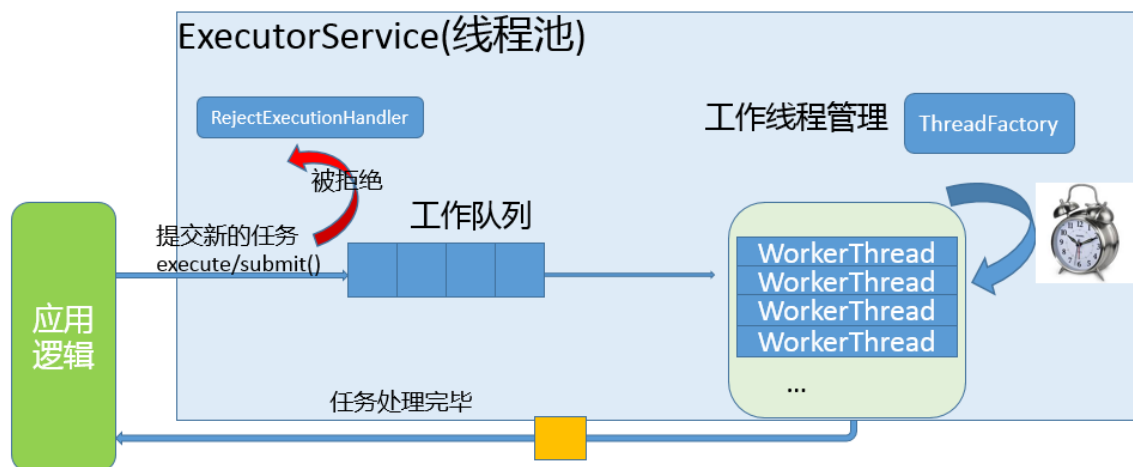 ExecutorService(线程池)
RejectExecutionHandler
工作线程管理
ThreadFactory
被拒绝
工作队列
提交新的任务
execute/submit()
应用
逻辑
WorkerThread
WorkerThread
WorkerThread
WorkerThread
...
任务处理完毕